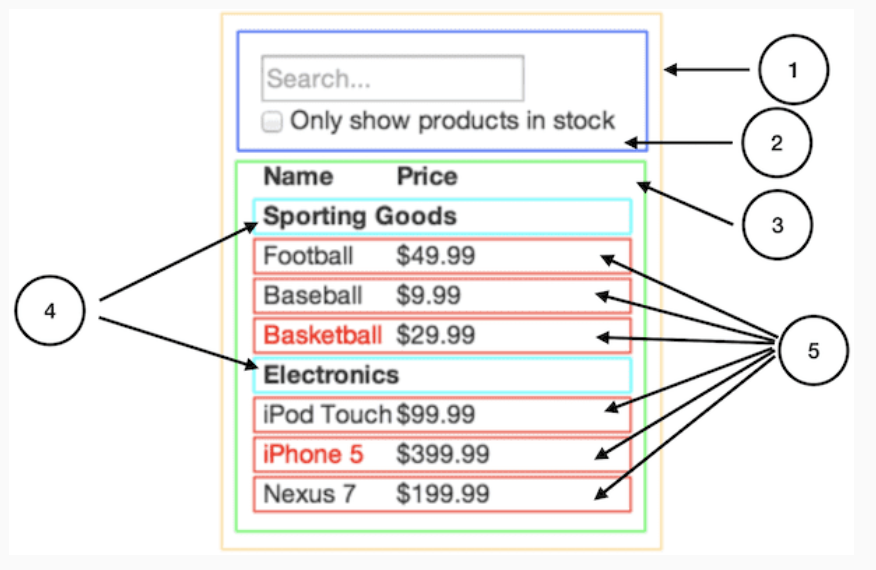 Search...
Only show products in stock
Name Price
Sporting Goods
Football $49.99
Baseball $9.99
Basketball $29.99
Electronics
iPod Touch $99.99
iPhone 5 $399.99
Nexus 7 $199.99
1
2
3
4
5